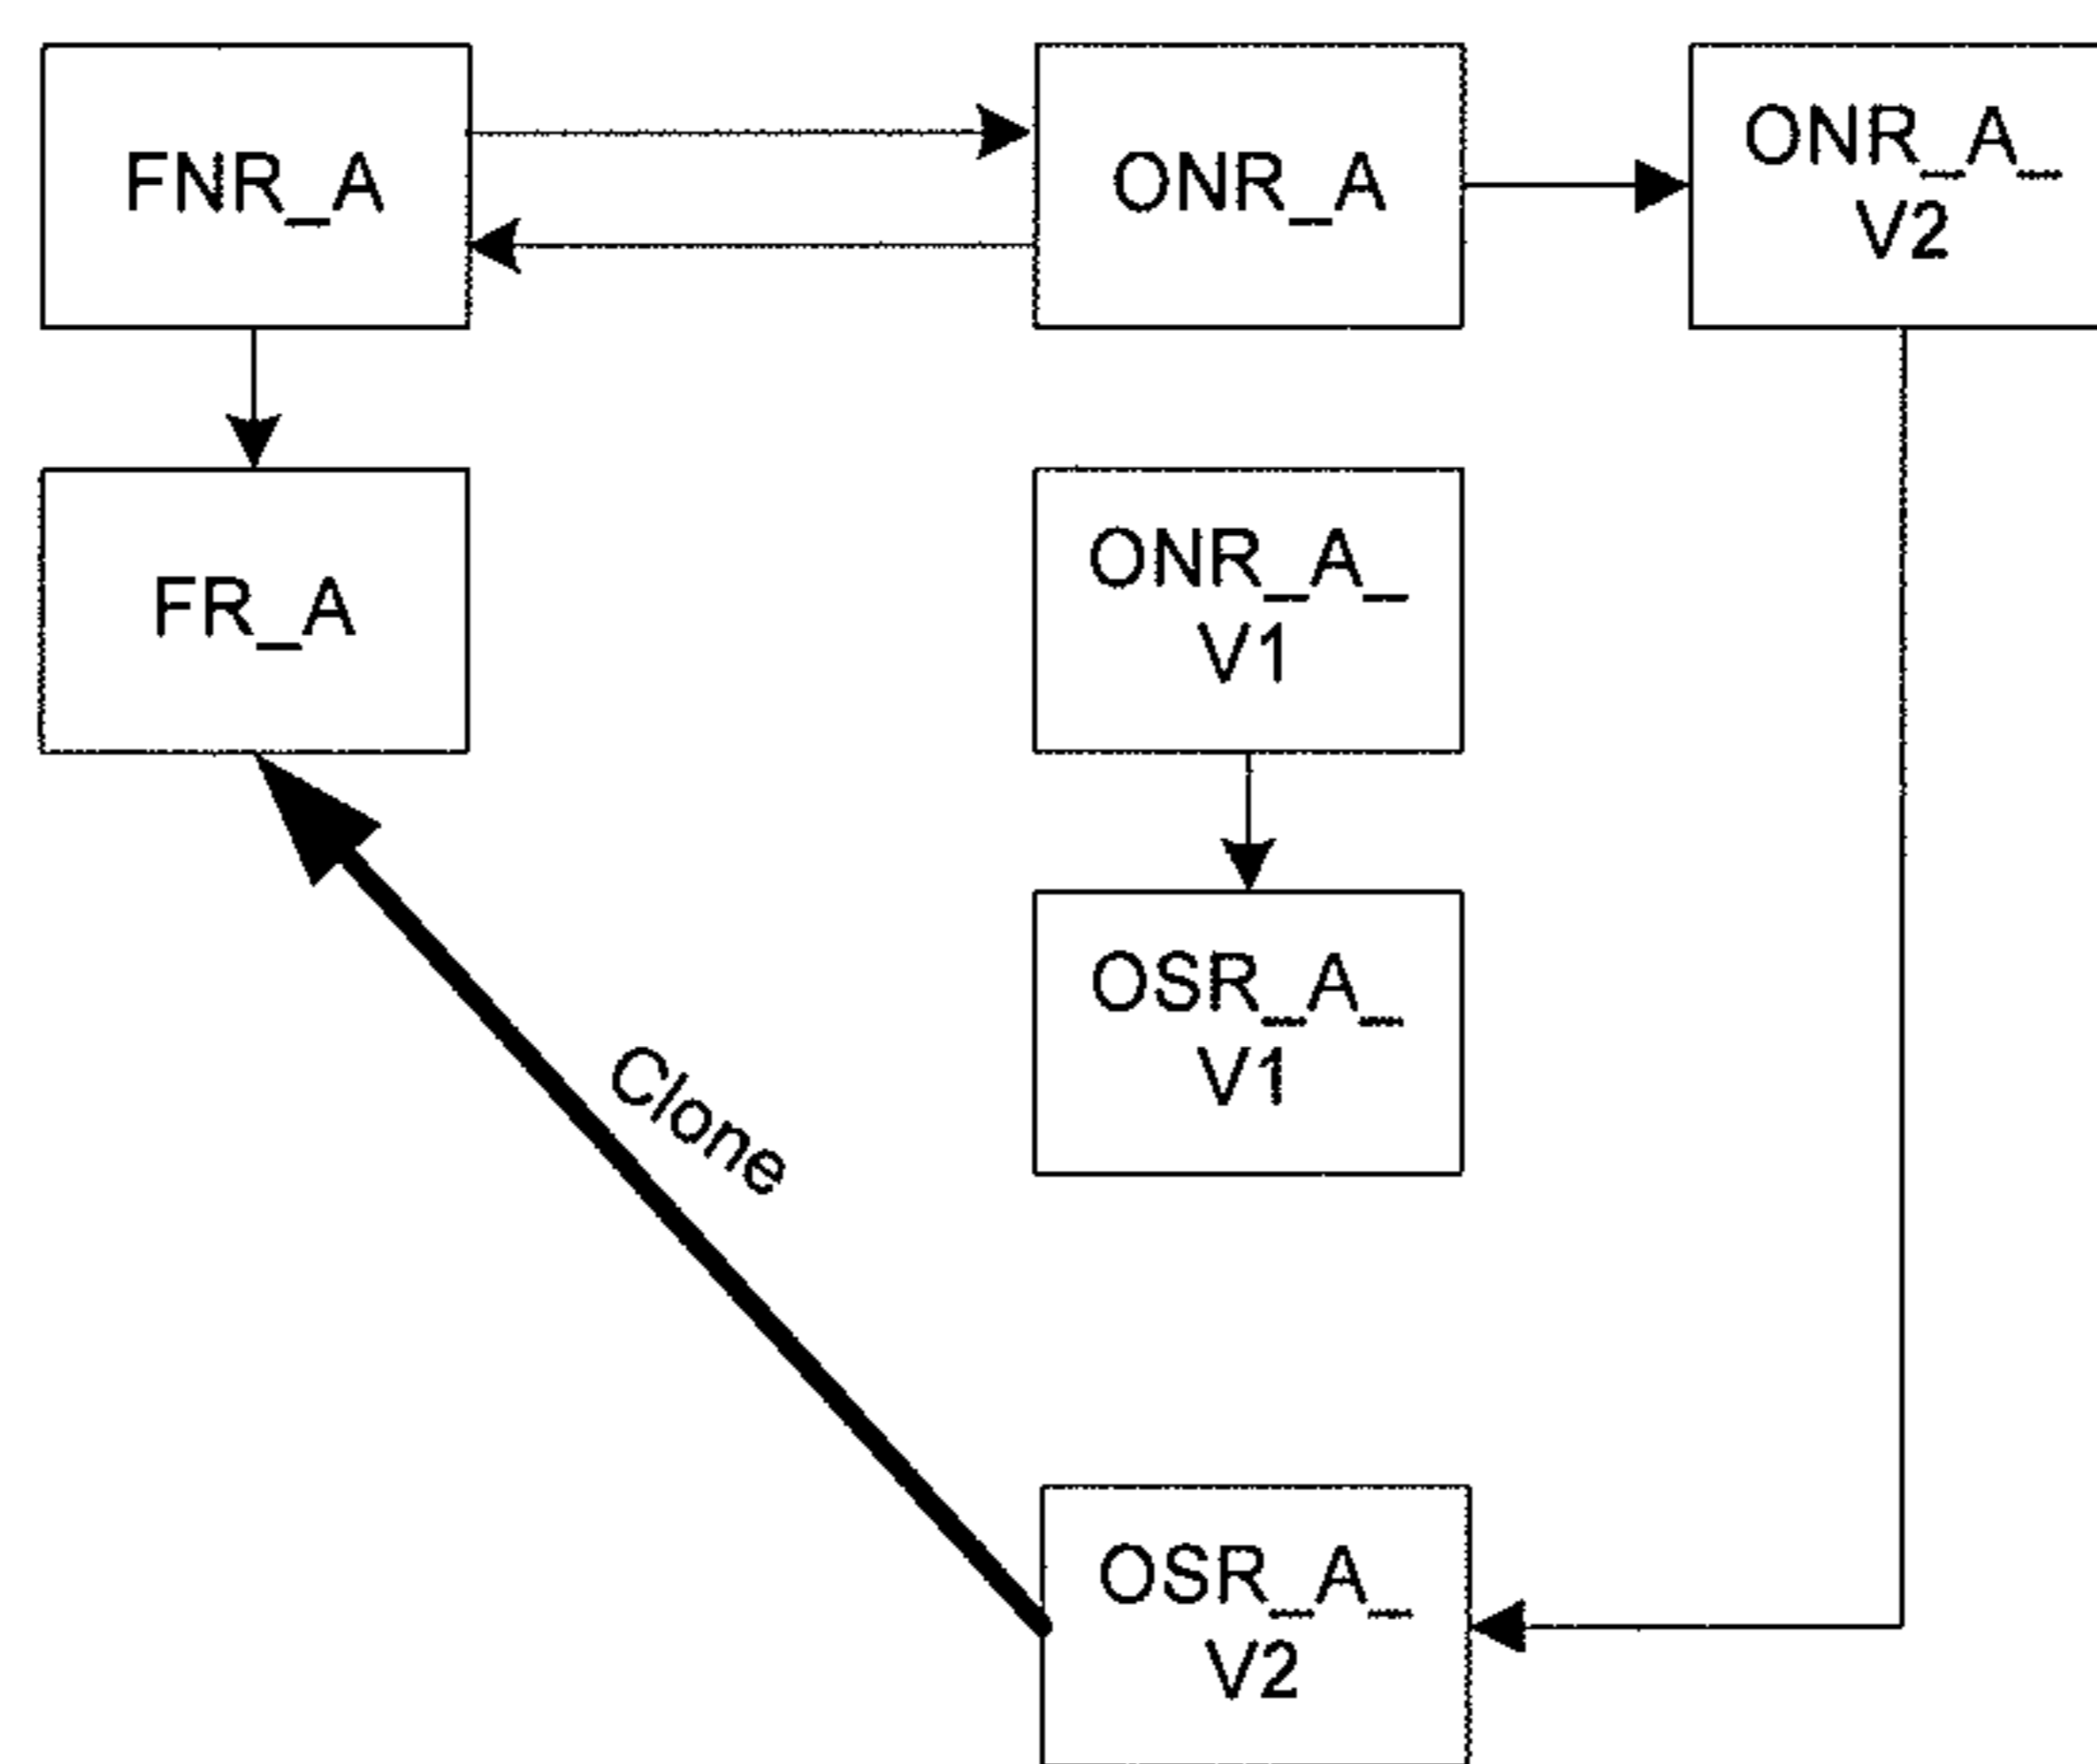 FNR_A
ONR_A
ONR_A_
V2
FR_A
ONR_A_
V1
OSR_A_
V1
Clone
OSR_A_
V2